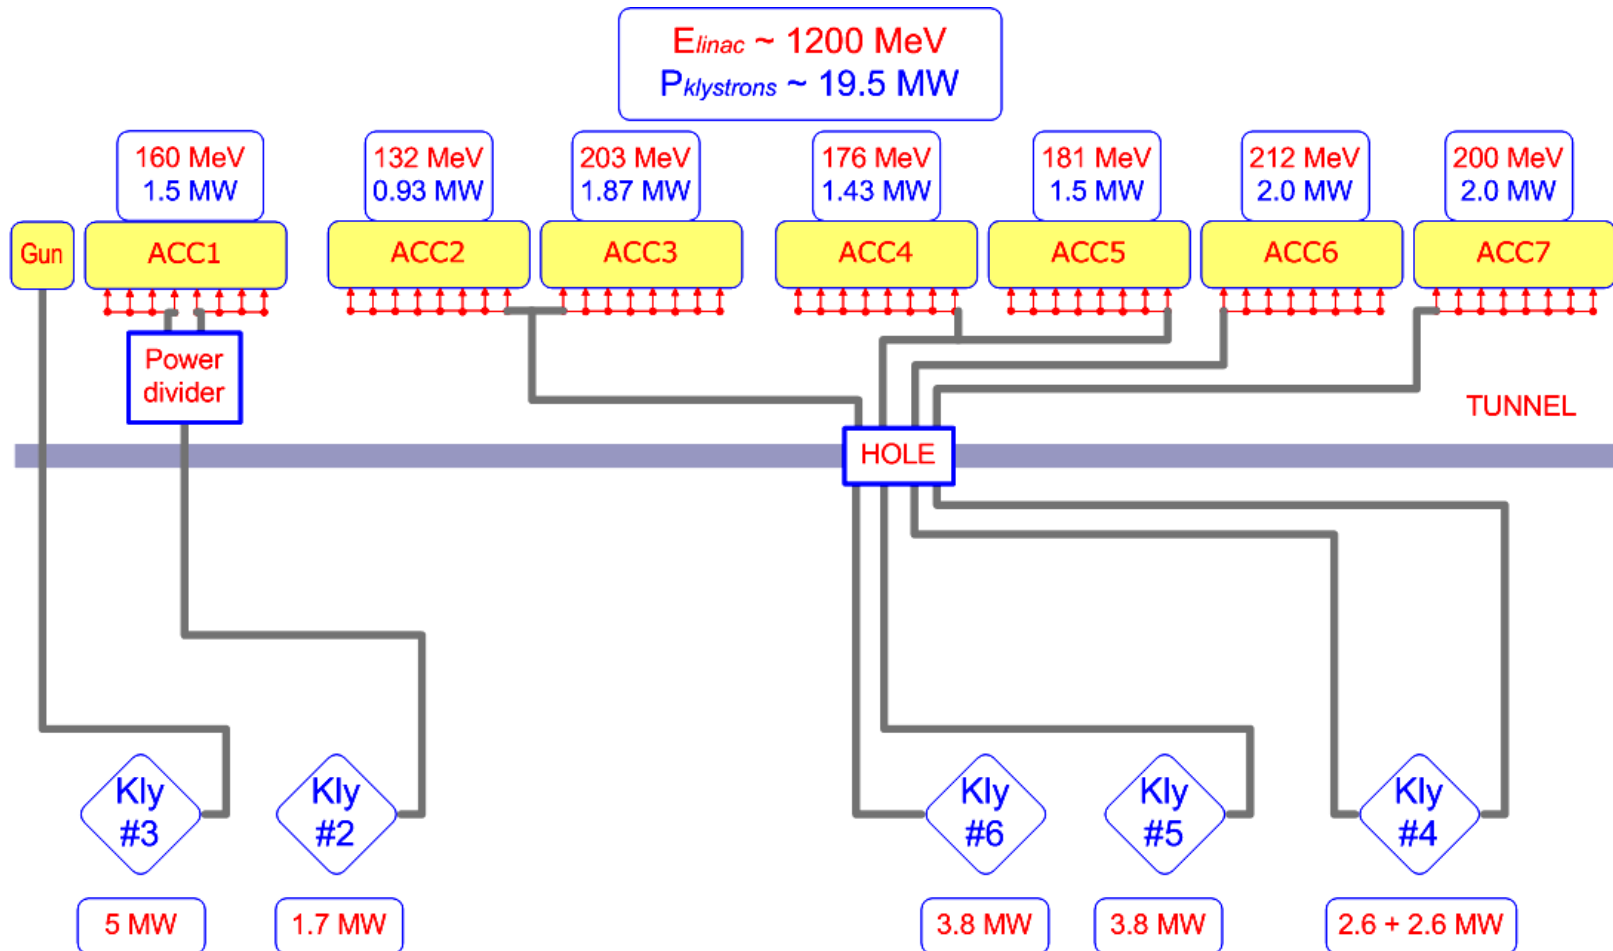 Elinac ~ 1200 MeV
Pklystrons ~ 19.5 MW
160 MeV
1.5 MW
132 MeV
0.93 MW
203 MeV
1.87 MW
176 MeV
1.43 MW
181 MeV
1.5 MW
212 MeV
2.0 MW
200 MeV
2.0 MW
Gun
ACC1
ACC2
ACC3
ACC4
ACC5
ACC6
ACC7
Power
divider
TUNNEL
HOLE
Kly
#3
Kly
#2
Kly
#6
Kly
#5
Kly
#4
5 MW
1.7 MW
3.8 MW
3.8 MW
2.6 + 2.6 MW